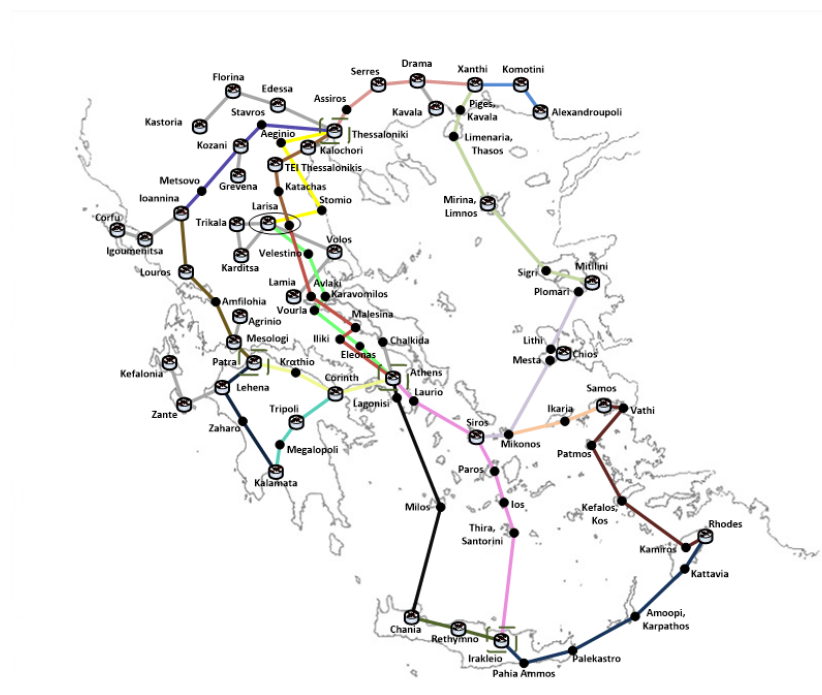 Drama
Xanthi
Komotini
Serres
Florina
Edessa
Assiros
Kavala
Piges,
Kavala
Alexandroupoli
Stavros
Kastoria
Aeginio
Thessaloniki
Limenaria,
Thasos
Kozani
Kalochori
TEI Thessalonikis
Metsovo
Grevena
Katachas
Ioannina
Stomio
Mirina,
Limnos
Larisa
Corfu
Trikala
Igoumenitsa
Volos
Velestino
Karditsa
Louros
Sigri
Mitilini
Lamia
Avlaki
Karavomilos
Plomari
Amfilohia
Vourla
Malesina
Agrinio
Mesologi
Iliki
Chalkida
Lithi
Eleonas
Mesta
Chios
Patra
Krathio
Kefalonia
Athens
Corinth
Lehena
Laurio
Samos
Zante
Lagonisi
Tripoli
Ikaria
Vathi
Zaharo
Siros
Mikonos
Megalopoli
Patmos
Paros
Kalamata
Milos
Ios
Kefalos,
Kos
Thira,
Santorini
Rhodes
Kamiros
Kattavia
Amoopi,
Karpathos
Chania
Rethymno
Irakleio
Palekastro
Pahia Ammos